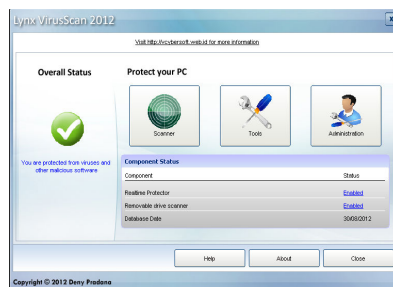 Lynx VirusScan 2012
x
Visit http://vcybersoft.web.id for more information
Overall Status
Protect your PC
Scanner
Tools
Administration
You are protected from viruses and
other malicious software
Component Status
Component Status
Realtime Protector Enabled
Removable drive scanner Enabled
Database Date 30/08/2012
Help
About
Close
Copyright © 2012 Deny Pradana